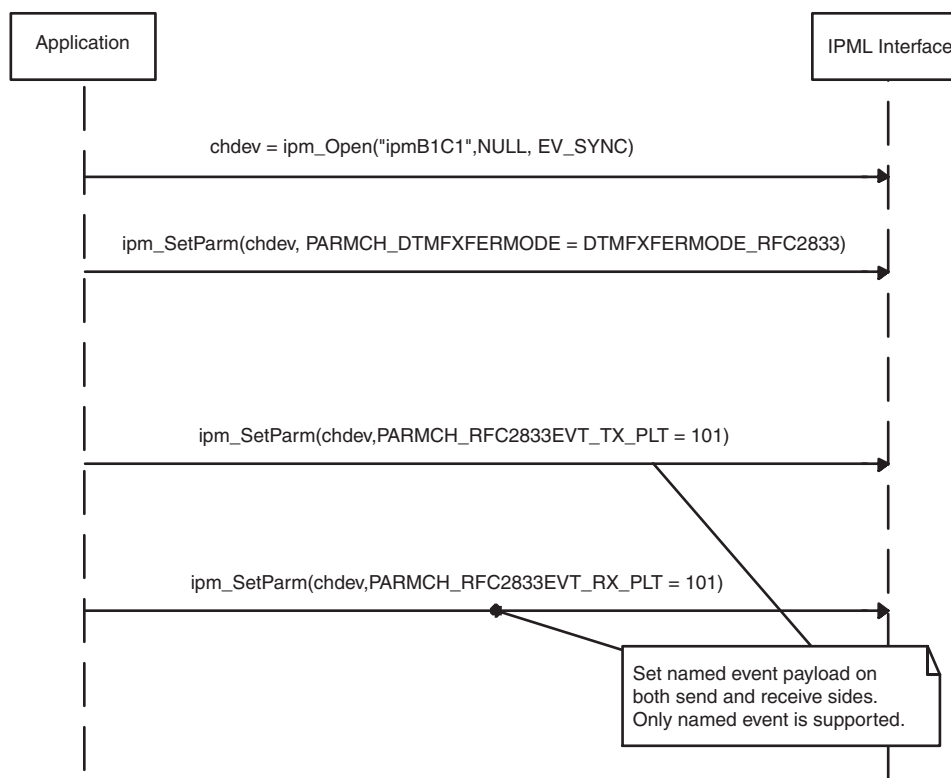 Application
IPML Interface
chdev = ipm_Open("ipmB1C1",NULL, EV_SYNC)
ipm_SetParm(chdev, PARMCH_DTMFXFERMODE = DTMFXFERMODE_RFC2833)
ipm_SetParm(chdev,PARMCH_RFC2833EVT_TX_PLT = 101)
ipm_SetParm(chdev,PARMCH_RFC2833EVT_RX_PLT = 101)
Set named event payload on
both send and receive sides.
Only named event is supported.